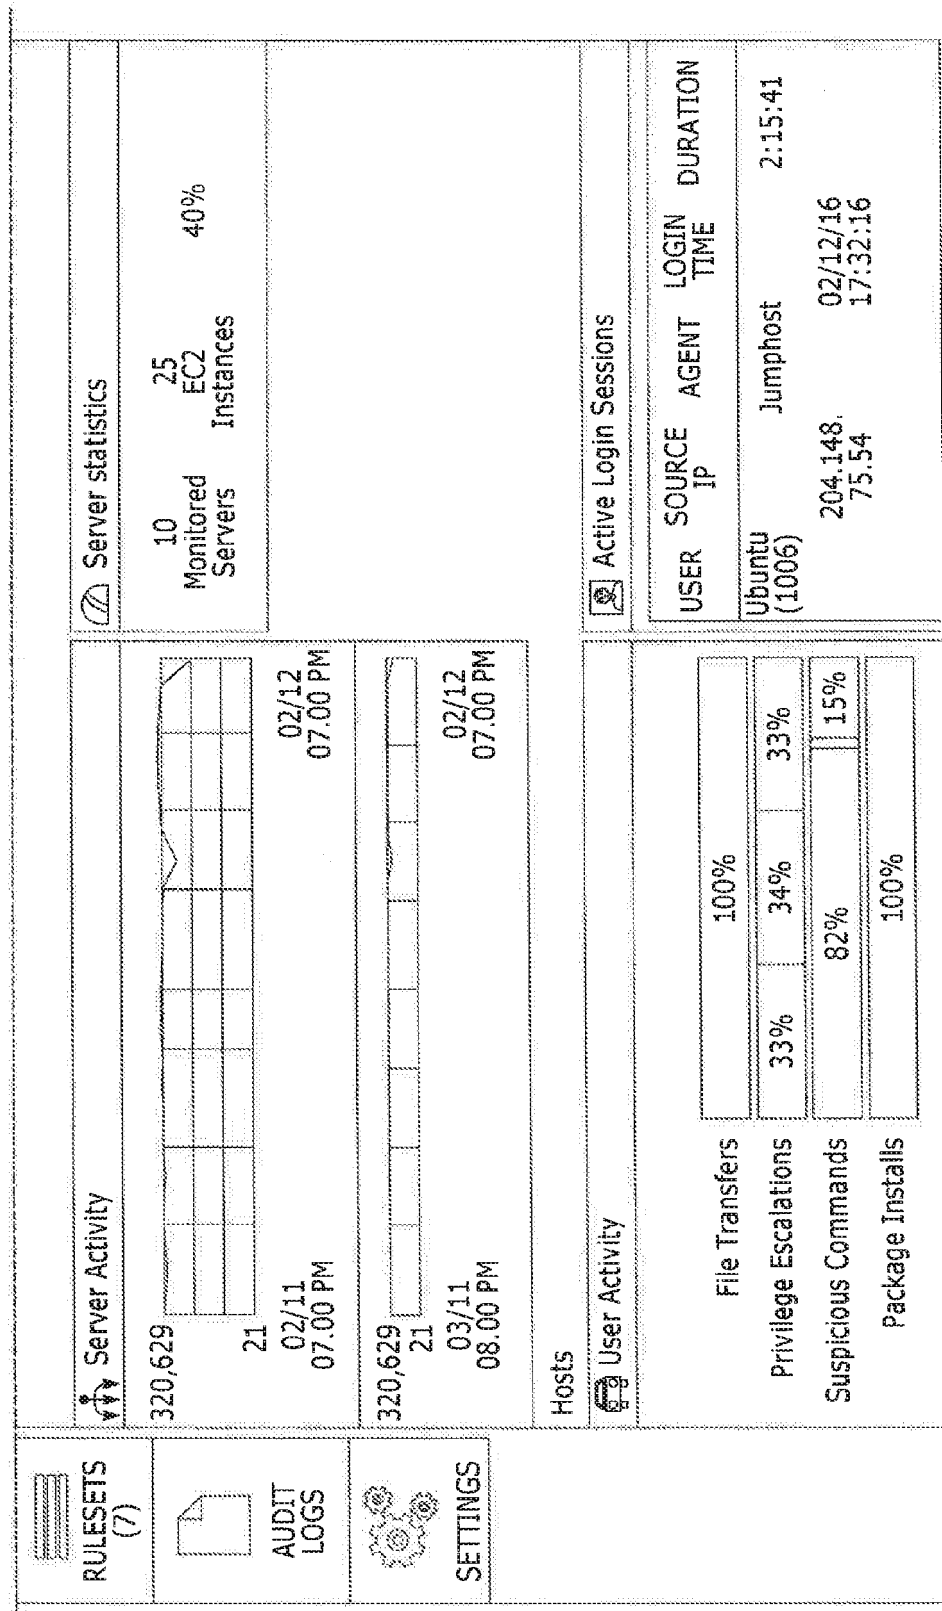 RULESETS
(7)
AUDIT
LOGS
SETTINGS
Server Activity
320,629
21
02/11
07.00 PM
02/12
07.00 PM
320,629
21
03/11
08.00 PM
02/12
07.00 PM
Hosts
Server statistics
10
Monitored
Servers
25
EC2
Instances
40%
User Activity
File Transfers
100%
Privilege Escalations
33%
34%
33%
Suspicious Commands
82%
15%
Package Installs
100%
Active Login Sessions
USER
SOURCE
IP
AGENT
LOGIN
TIME
DURATION
Ubuntu
(1006)
204.148.
75.54
Jumphost
02/12/16
17:32:16
2:15:41